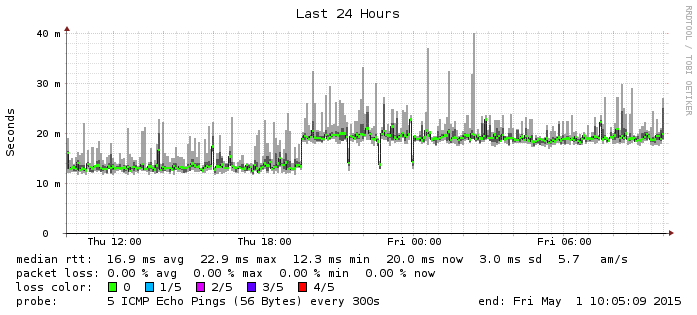 Last 24 Hours
RRDTOOL / TOBI OETIKER
Seconds
40 m
30 m
20 m
10 m
0
Thu 12:00 Thu 18:00 Fri 00:00 Fri 06:00
median rtt: 16.9 ms avg 22.9 ms max 12.3 ms min 20.0 ms now 3.0 ms sd 5.7 am/s
packet loss: 0.00 % avg 0.00 % max 0.00 % min 0.00 % now
loss color: 0 1/5 2/5 3/5 4/5
probe: 5 ICMP Echo Pings (56 Bytes) every 300s end: Fri May 1 10:05:09 2015